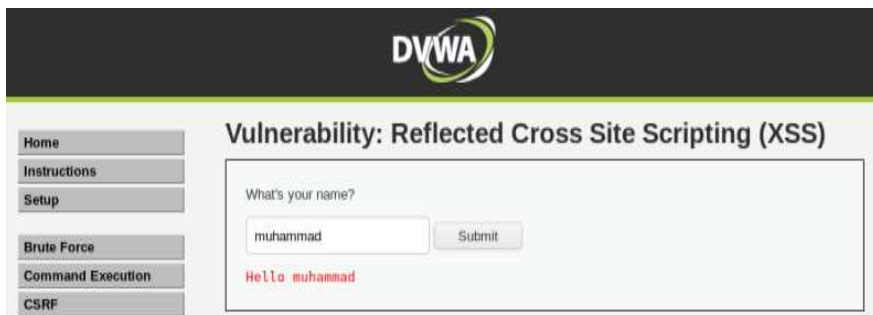 DVWA
Home
Instructions
Setup
Brute Force
Command Execution
CSRF
Vulnerability: Reflected Cross Site Scripting (XSS)
What's your name?
muhammad Submit
Hello muhammad